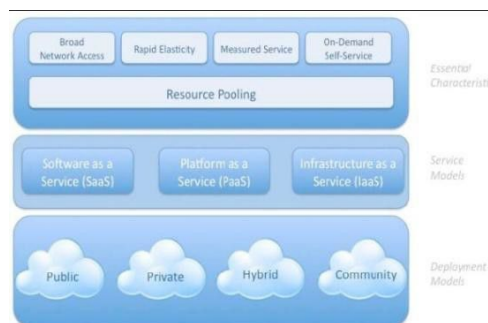 Broad
Network Access
Rapid Elasticity
Measured Service
On-Demand
Self-Service
Resource Pooling
Essential
Characteristi
Software as a
Service (SaaS)
Platform as a
Service (PaaS)
Infrastructure as a
Service (IaaS)
Service
Models
Public
Private
Hybrid
Community
Deployment
Models